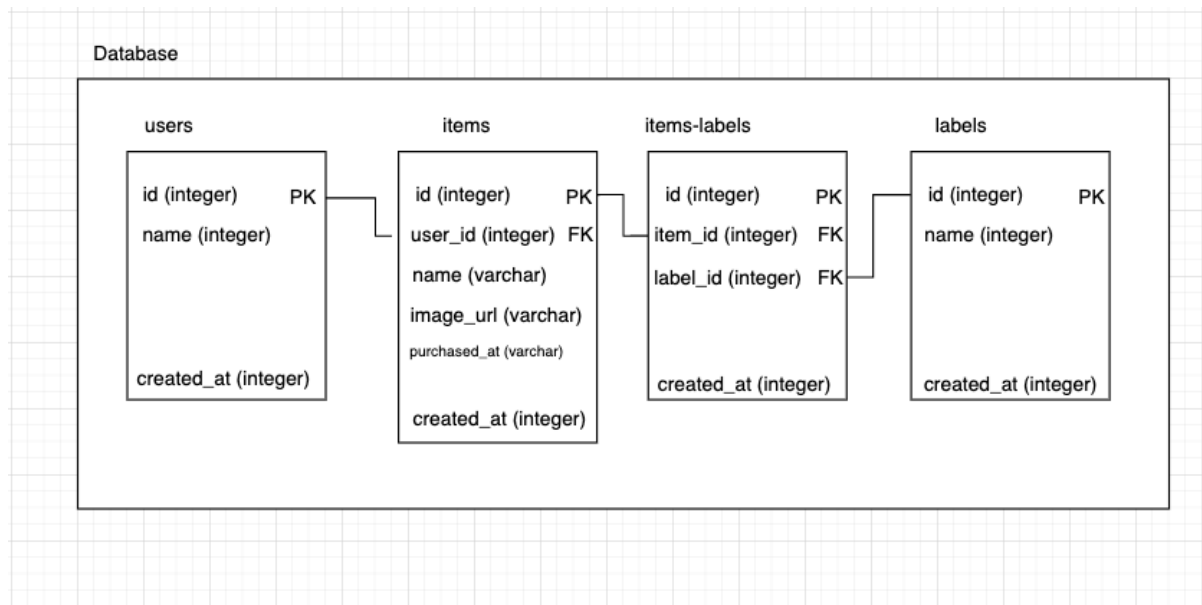 Database
users
id (integer) PK
name (integer)
created_at (integer)
items
id (integer) PK
user_id (integer) FK
name (varchar)
image_url (varchar)
purchased_at (varchar)
created_at (integer)
items-labels
id (integer) PK
item_id (integer) FK
label_id (integer) FK
created_at (integer)
labels
id (integer) PK
name (integer)
created_at (integer)